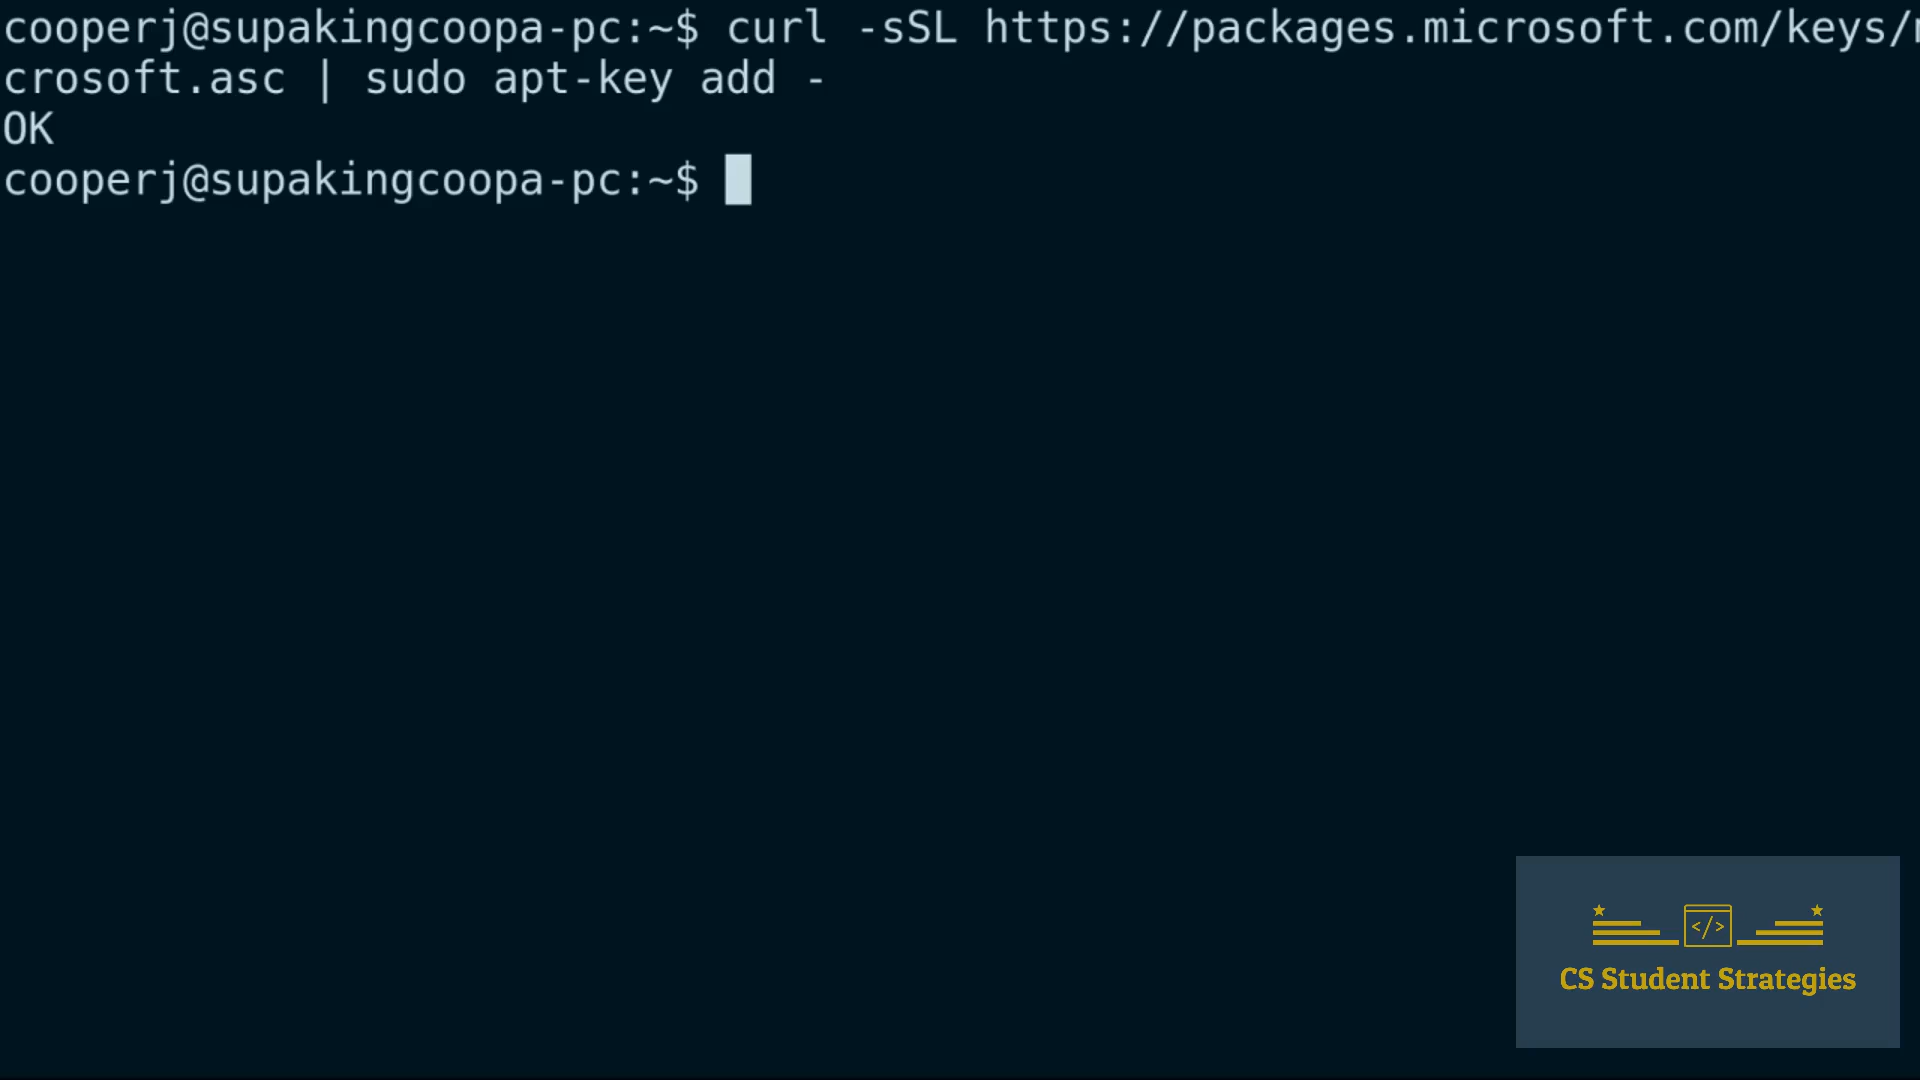 cooperj@supakingcoopa-pc:~$ curl -sSL https://packages.microsoft.com/keys/
crosoft.asc | sudo apt-key add -
OK
cooperj@supakingcoopa-pc:~$
</>
CS Student Strategies